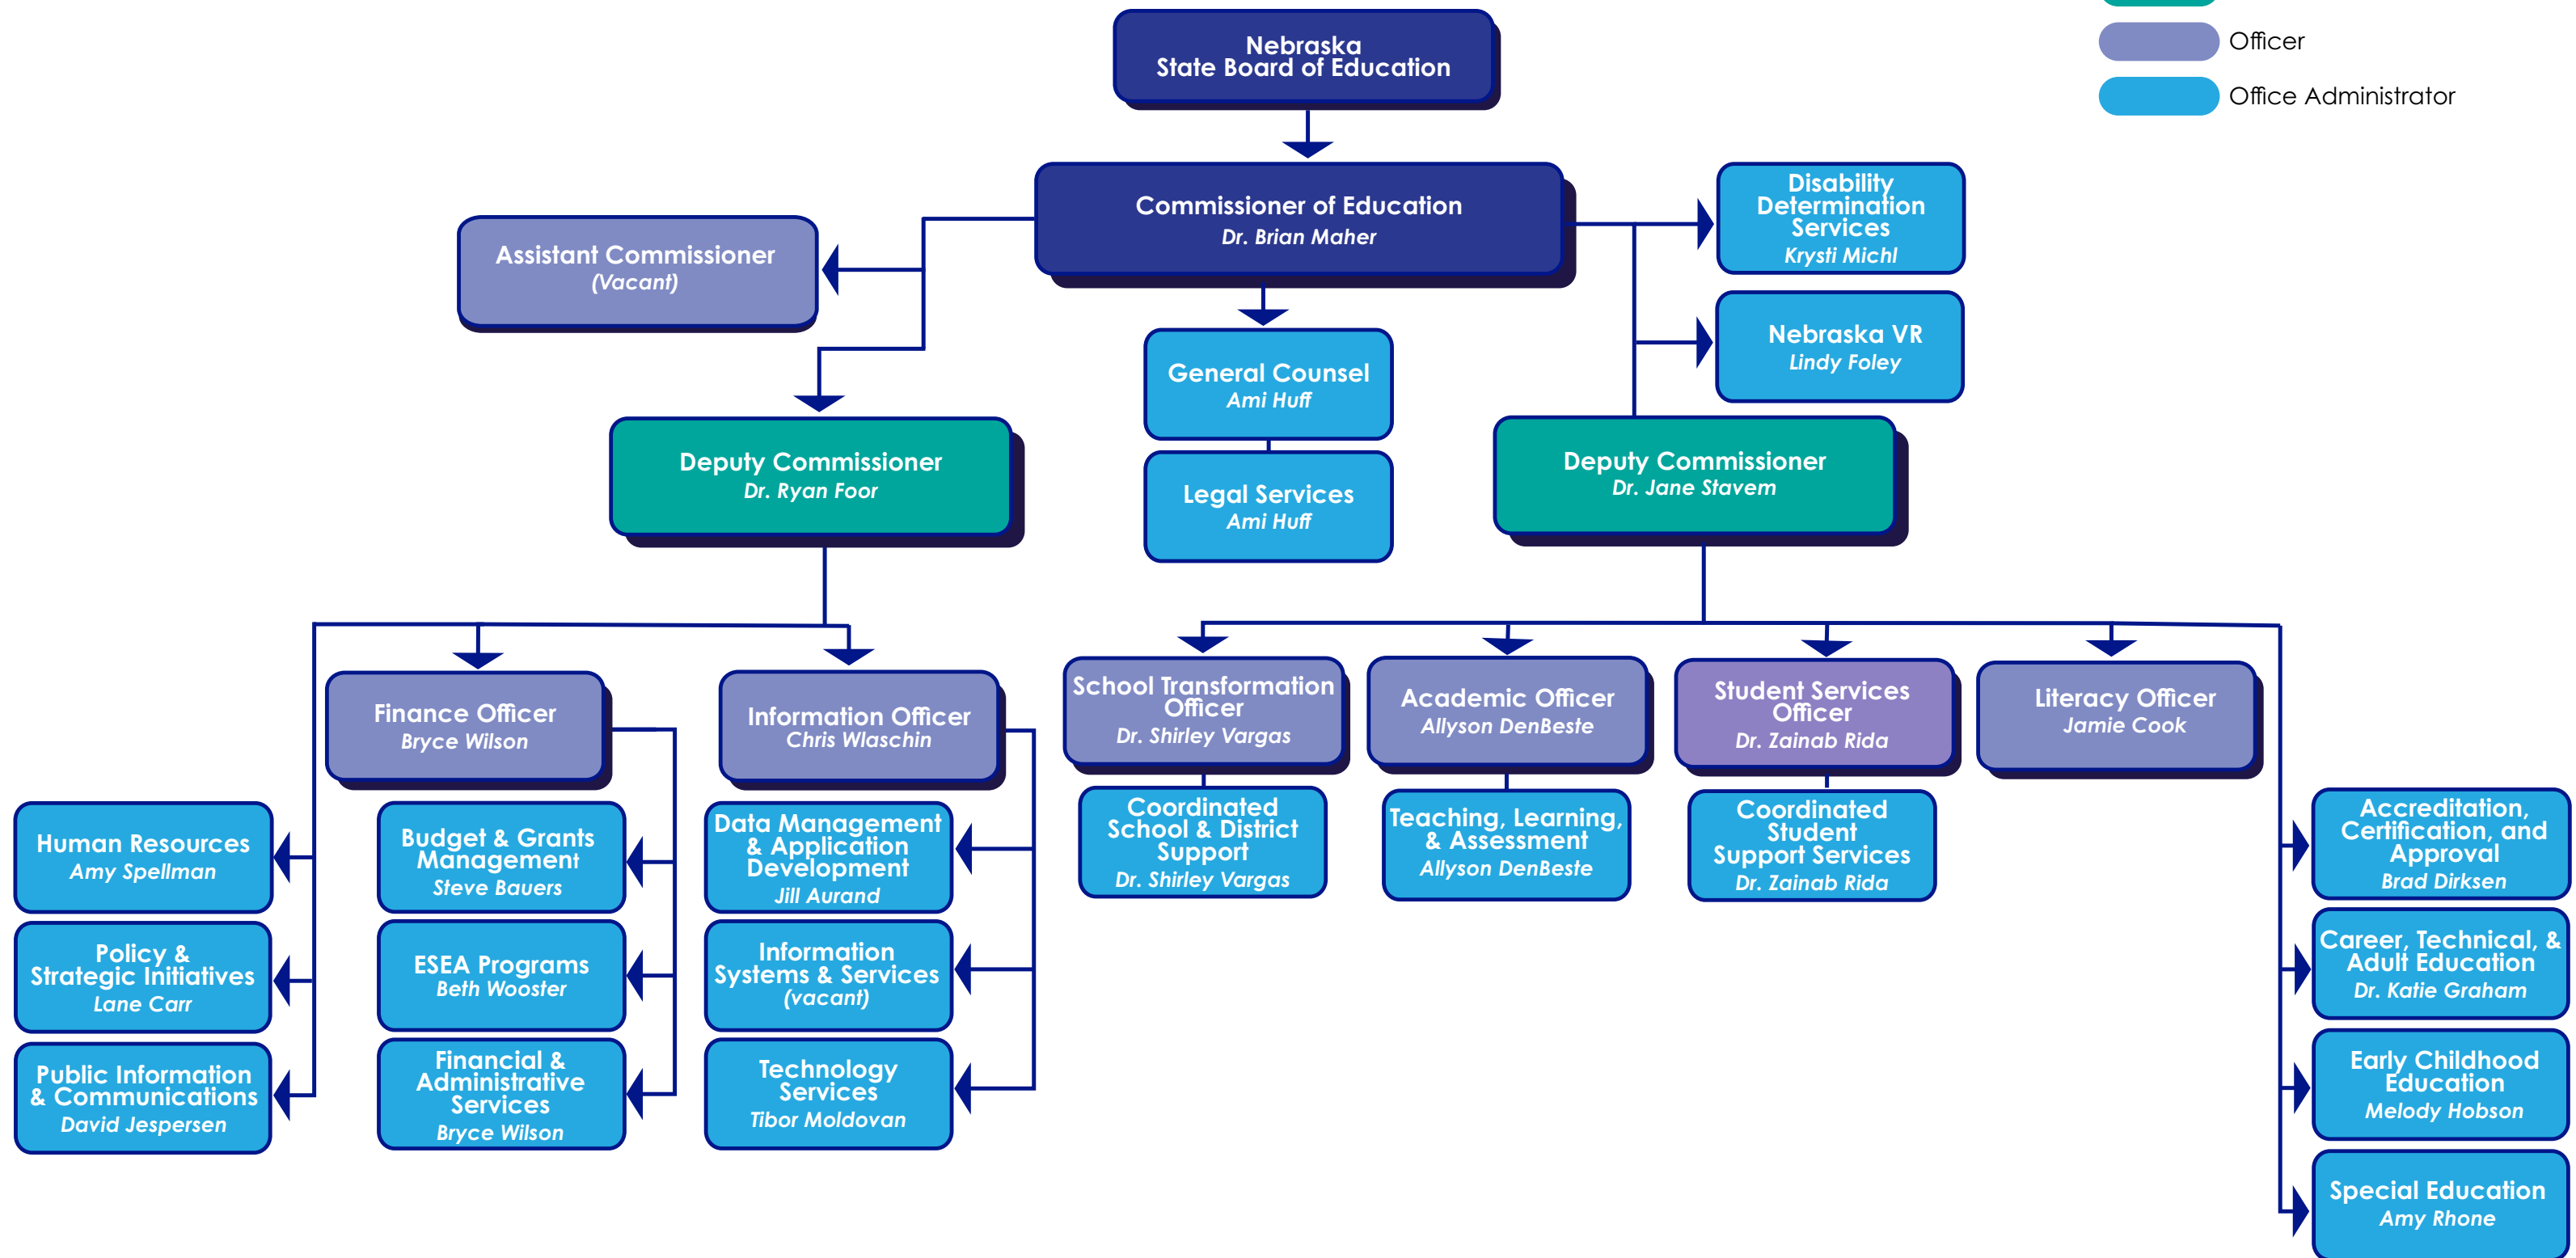 Officer
Office Administrator
Nebraska
State Board of Education
Commissioner of Education
Dr. Brian Maher
Assistant Commissioner
(Vacant)
Disability
Determination
Services
Krysti Michl
Nebraska VR
Lindy Foley
General Counsel
Ami Huff
Legal Services
Ami Huff
Deputy Commissioner
Dr. Ryan Foor
Deputy Commissioner
Dr. Jane Stavem
Finance Officer
Bryce Wilson
Information Officer
Chris Wlaschin
School Transformation
Officer
Dr. Shirley Vargas
Academic Officer
Allyson DenBeste
Student Services
Officer
Dr. Zainab Rida
Literacy Officer
Jamie Cook
Human Resources
Amy Spellman
Policy &
Strategic Initiatives
Lane Carr
Public Information
& Communications
David Jespersen
Budget & Grants
Management
Steve Bauers
ESEA Programs
Beth Wooster
Financial &
Administrative
Services
Bryce Wilson
Data Management
& Application
Development
Jill Aurand
Information
Systems & Services
(vacant)
Technology
Services
Tibor Moldovan
Coordinated
School & District
Support
Dr. Shirley Vargas
Teaching, Learning,
& Assessment
Allyson DenBeste
Coordinated
Student
Support Services
Dr. Zainab Rida
Accreditation,
Certification, and
Approval
Brad Dirksen
Career, Technical, &
Adult Education
Dr. Katie Graham
Early Childhood
Education
Melody Hobson
Special Education
Amy Rhone